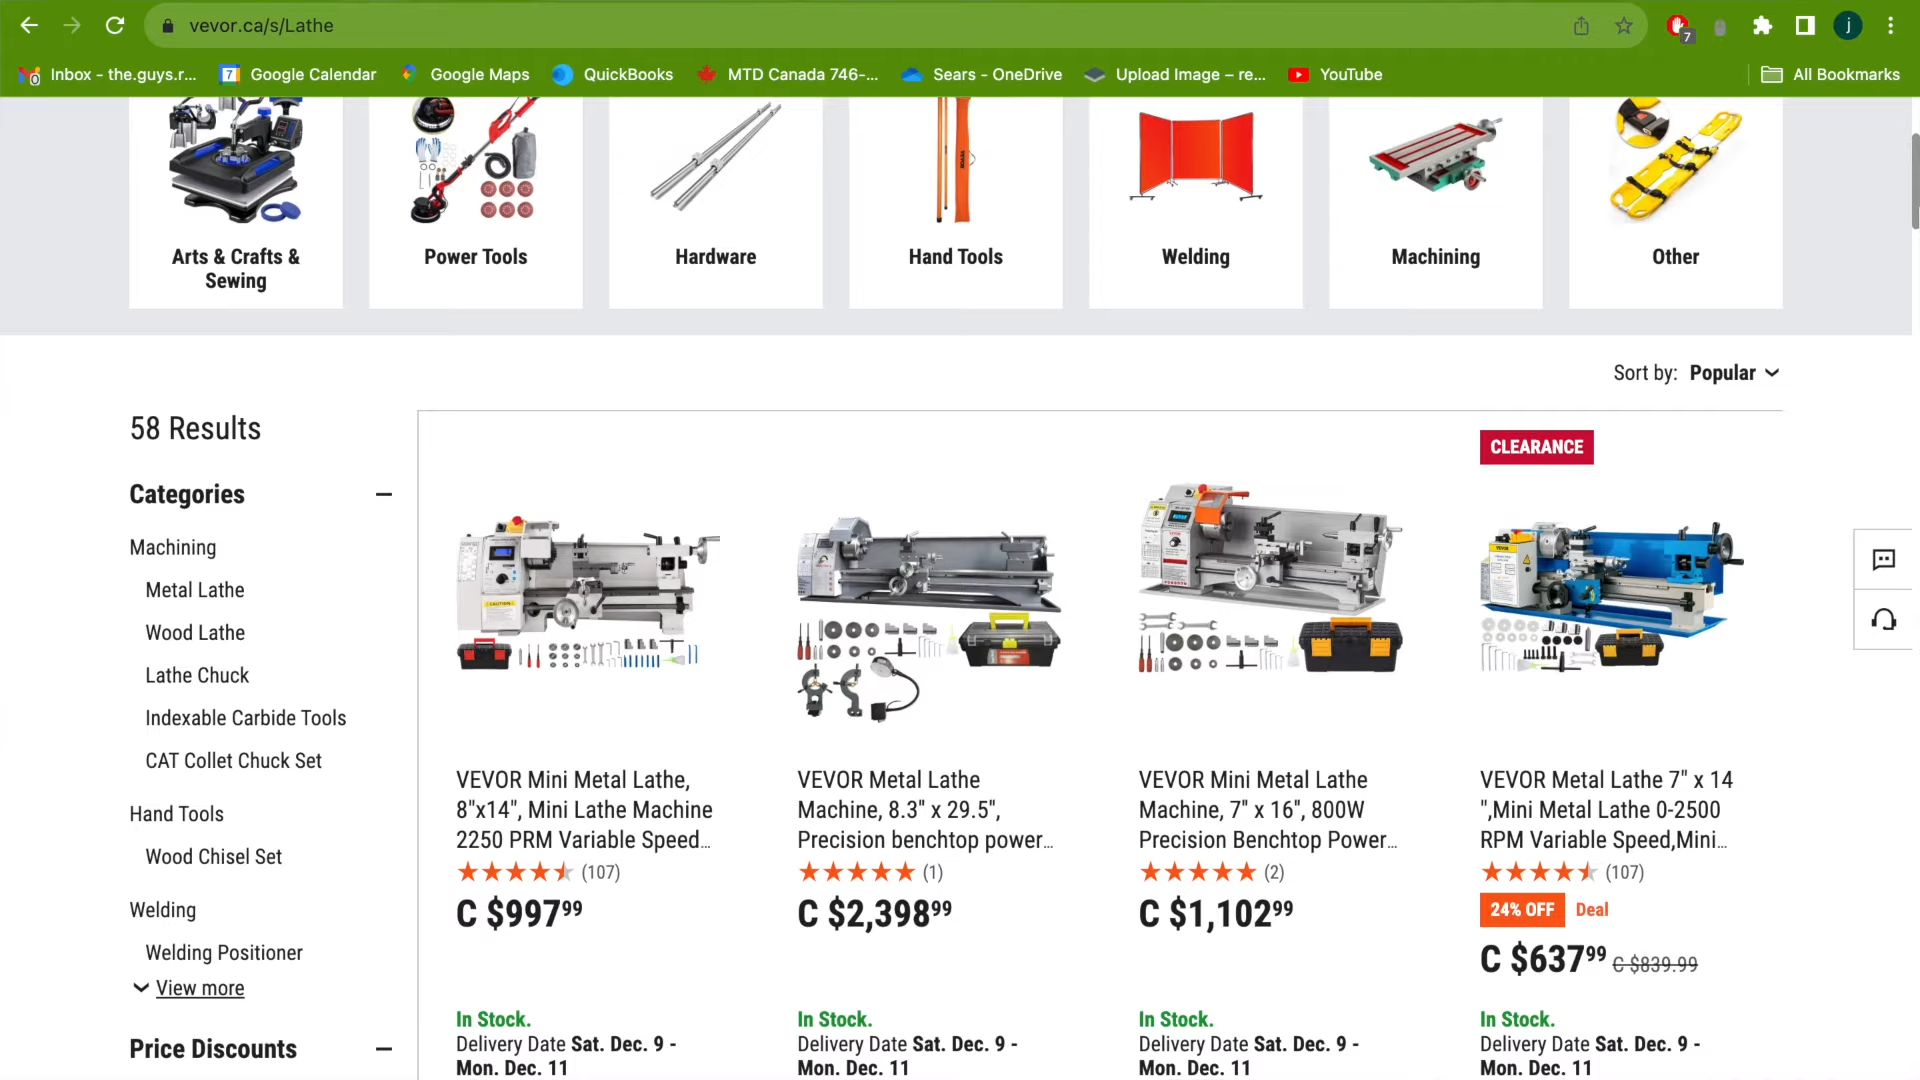 vevor.ca/s/Lathe
7
j
Inbox - the.guys.r...
7
Google Calendar
Google Maps
QuickBooks
MTD Canada 746-...
Sears - OneDrive
Upload Image – re...
YouTube
All Bookmarks
Arts & Crafts &
Sewing
Power Tools
Hardware
Hand Tools
Welding
Machining
Other
Sort by: Popular
58 Results
Categories
Machining
Metal Lathe
Wood Lathe
Lathe Chuck
Indexable Carbide Tools
CAT Collet Chuck Set
Hand Tools
Wood Chisel Set
Welding
Welding Positioner
View more
Price Discounts
VEVOR Mini Metal Lathe,
8"x14", Mini Lathe Machine
2250 PRM Variable Speed...
(107)
C $997.99
In Stock.
Delivery Date Sat. Dec. 9 -
Mon. Dec. 11
VEVOR Metal Lathe
Machine, 8.3" x 29.5",
Precision benchtop power...
(1)
C $2,398.99
In Stock.
Delivery Date Sat. Dec. 9 -
Mon. Dec. 11
VEVOR Mini Metal Lathe
Machine, 7" x 16", 800W
Precision Benchtop Power...
(2)
C $1,102.99
In Stock.
Delivery Date Sat. Dec. 9 -
Mon. Dec. 11
CLEARANCE
VEVOR Metal Lathe 7" x 14
",Mini Metal Lathe 0-2500
RPM Variable Speed,Mini...
(107)
24% OFF Deal
C $637.99 C $839.99
In Stock.
Delivery Date Sat. Dec. 9 -
Mon. Dec. 11